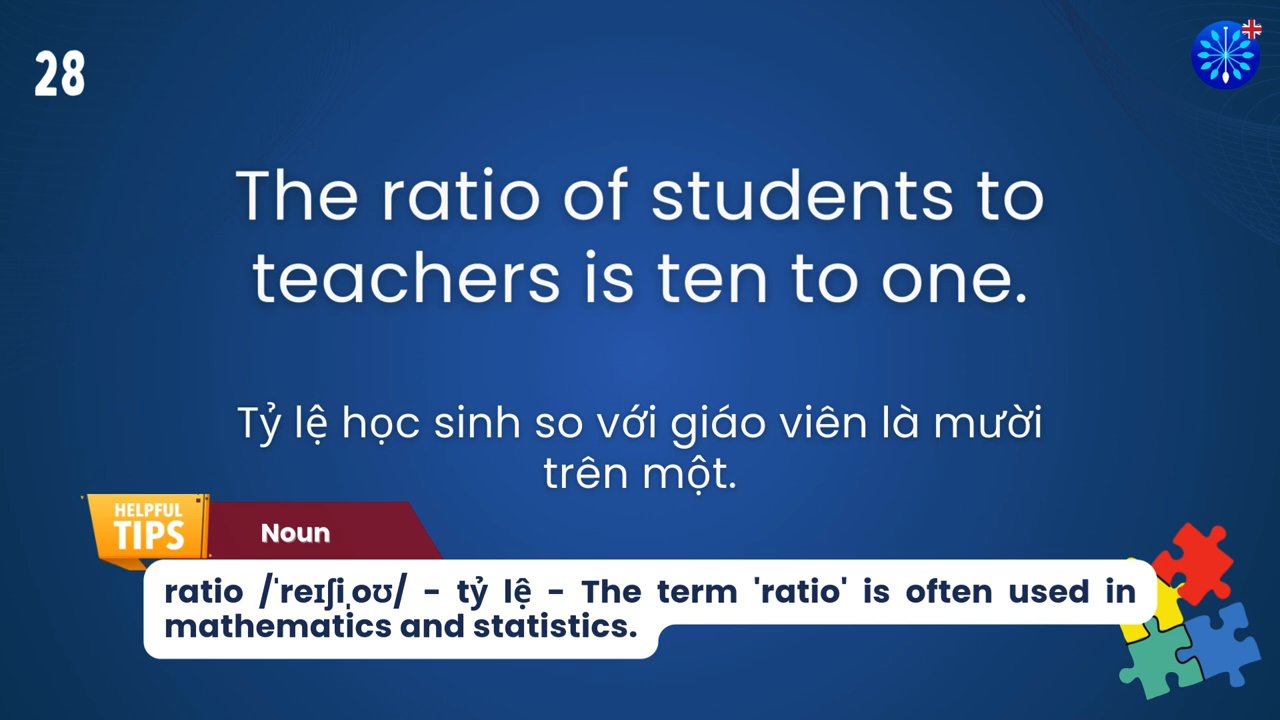 28
The ratio of students to
teachers is ten to one.
Tỷ lệ học sinh so với giáo viên là mười
trên một.
HELPFUL
TIPS
Noun
ratio /ˈreɪʃiˌoʊ/ - tỷ lệ - The term 'ratio' is often used in
mathematics and statistics.